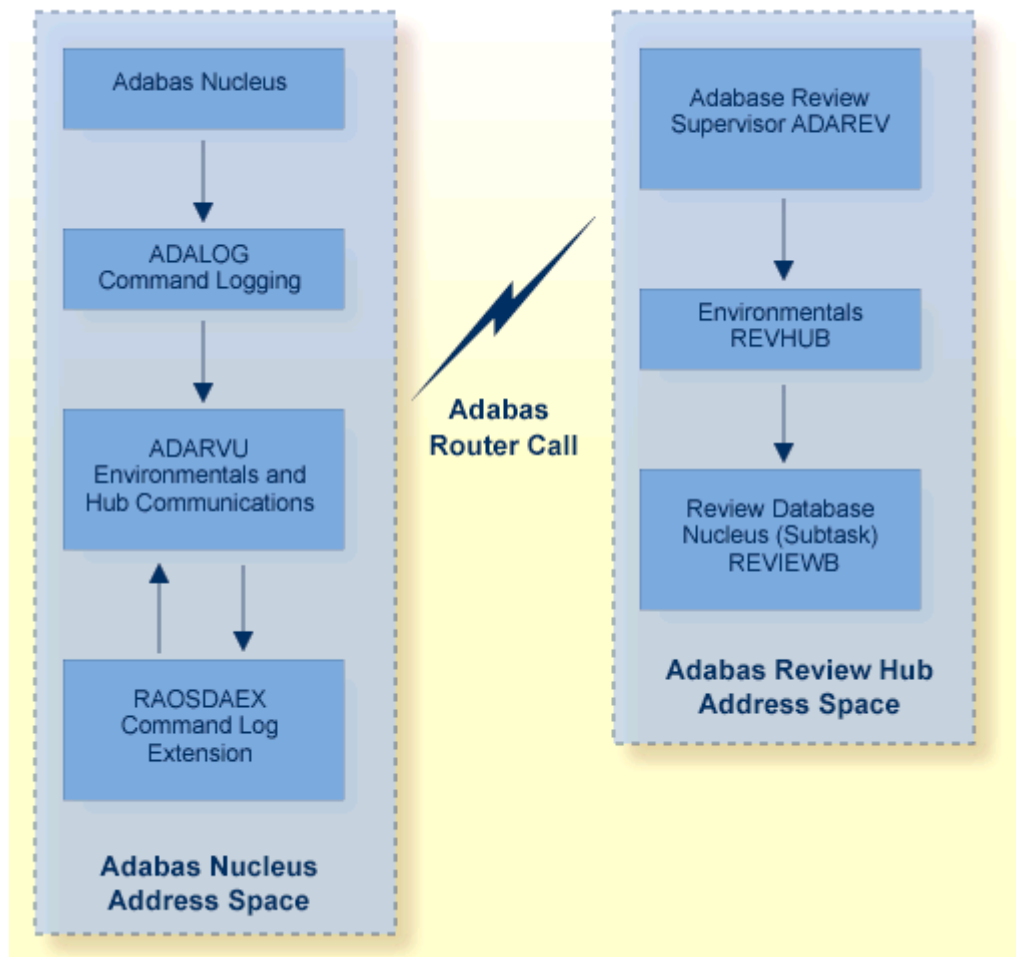 Adabas Nucleus
ADALOG
Command Logging
ADARVU
Environmentals and
Hub Communications
RAOSDAEX
Command Log
Extension
Adabas Nucleus
Address Space
Adabas
Router Call
Adabase Review
Supervisor ADAREV
Environmentals
REVHUB
Review Database
Nucleus (Subtask)
REVIEWB
Adabas Review Hub
Address Space